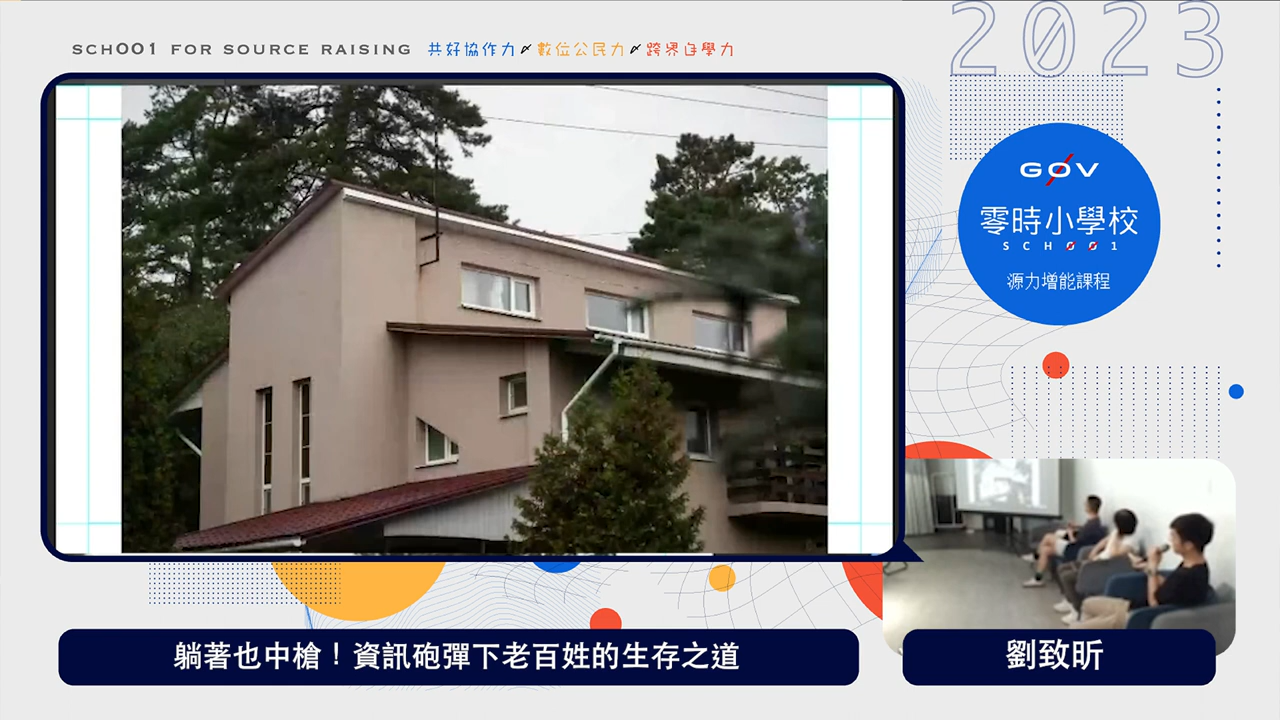 SCH001 FOR SOURCE RAISING 共好協作力 數位公民力 跨界自學力
2023
G0V
零時小學校
SCH001
源力增能課程
躺著也中槍！資訊砲彈下老百姓的生存之道
劉致昕